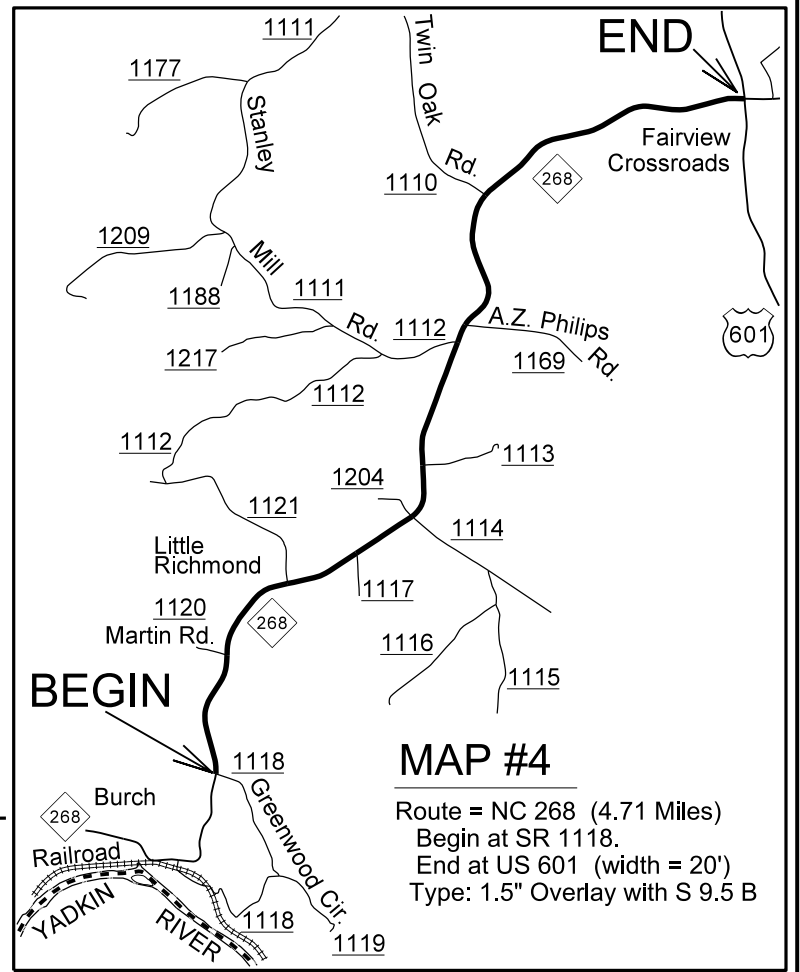 1111
1177
Stanley
Twin Oak
Rd.
1110
END
Fairview
Crossroads
268
1209
1188
Mill
1111
Rd.
1112
A.Z. Philips
Rd.
1169
601
1217
1112
1112
1113
1204
1121
1114
Little
Richmond
1117
1120
Martin Rd.
268
1116
1115
BEGIN
1118
Greenwood Cir.
Burch
268
Railroad
YADKIN
RIVER
1118
1119
MAP #4
Route = NC 268 (4.71 Miles)
Begin at SR 1118.
End at US 601 (width = 20')
Type: 1.5" Overlay with S 9.5 B